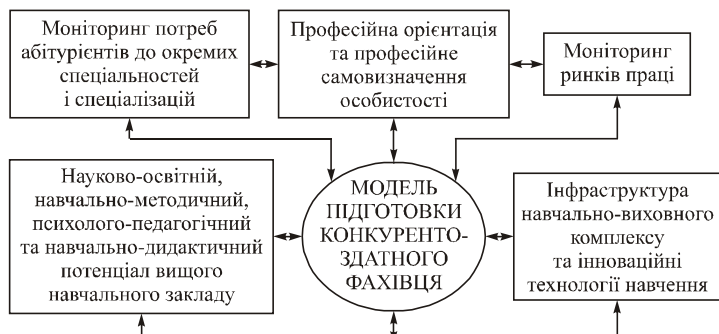 Моніторинг потреб
абітурієнтів до окремих
спеціальностей
і спеціалізацій
Професійна орієнтація
та професійне
самовизначення
особистості
Моніторинг
ринків праці
Науково-освітній,
навчально-методичний,
психолого-педагогічний
та навчально-дидактичний
потенціал вищого
навчального закладу
МОДЕЛЬ
ПІДГОТОВКИ
КОНКУРЕНТО-
ЗДАТНОГО
ФАХІВЦЯ
Інфраструктура
навчально-виховного
комплексу
та інноваційні
технології навчення